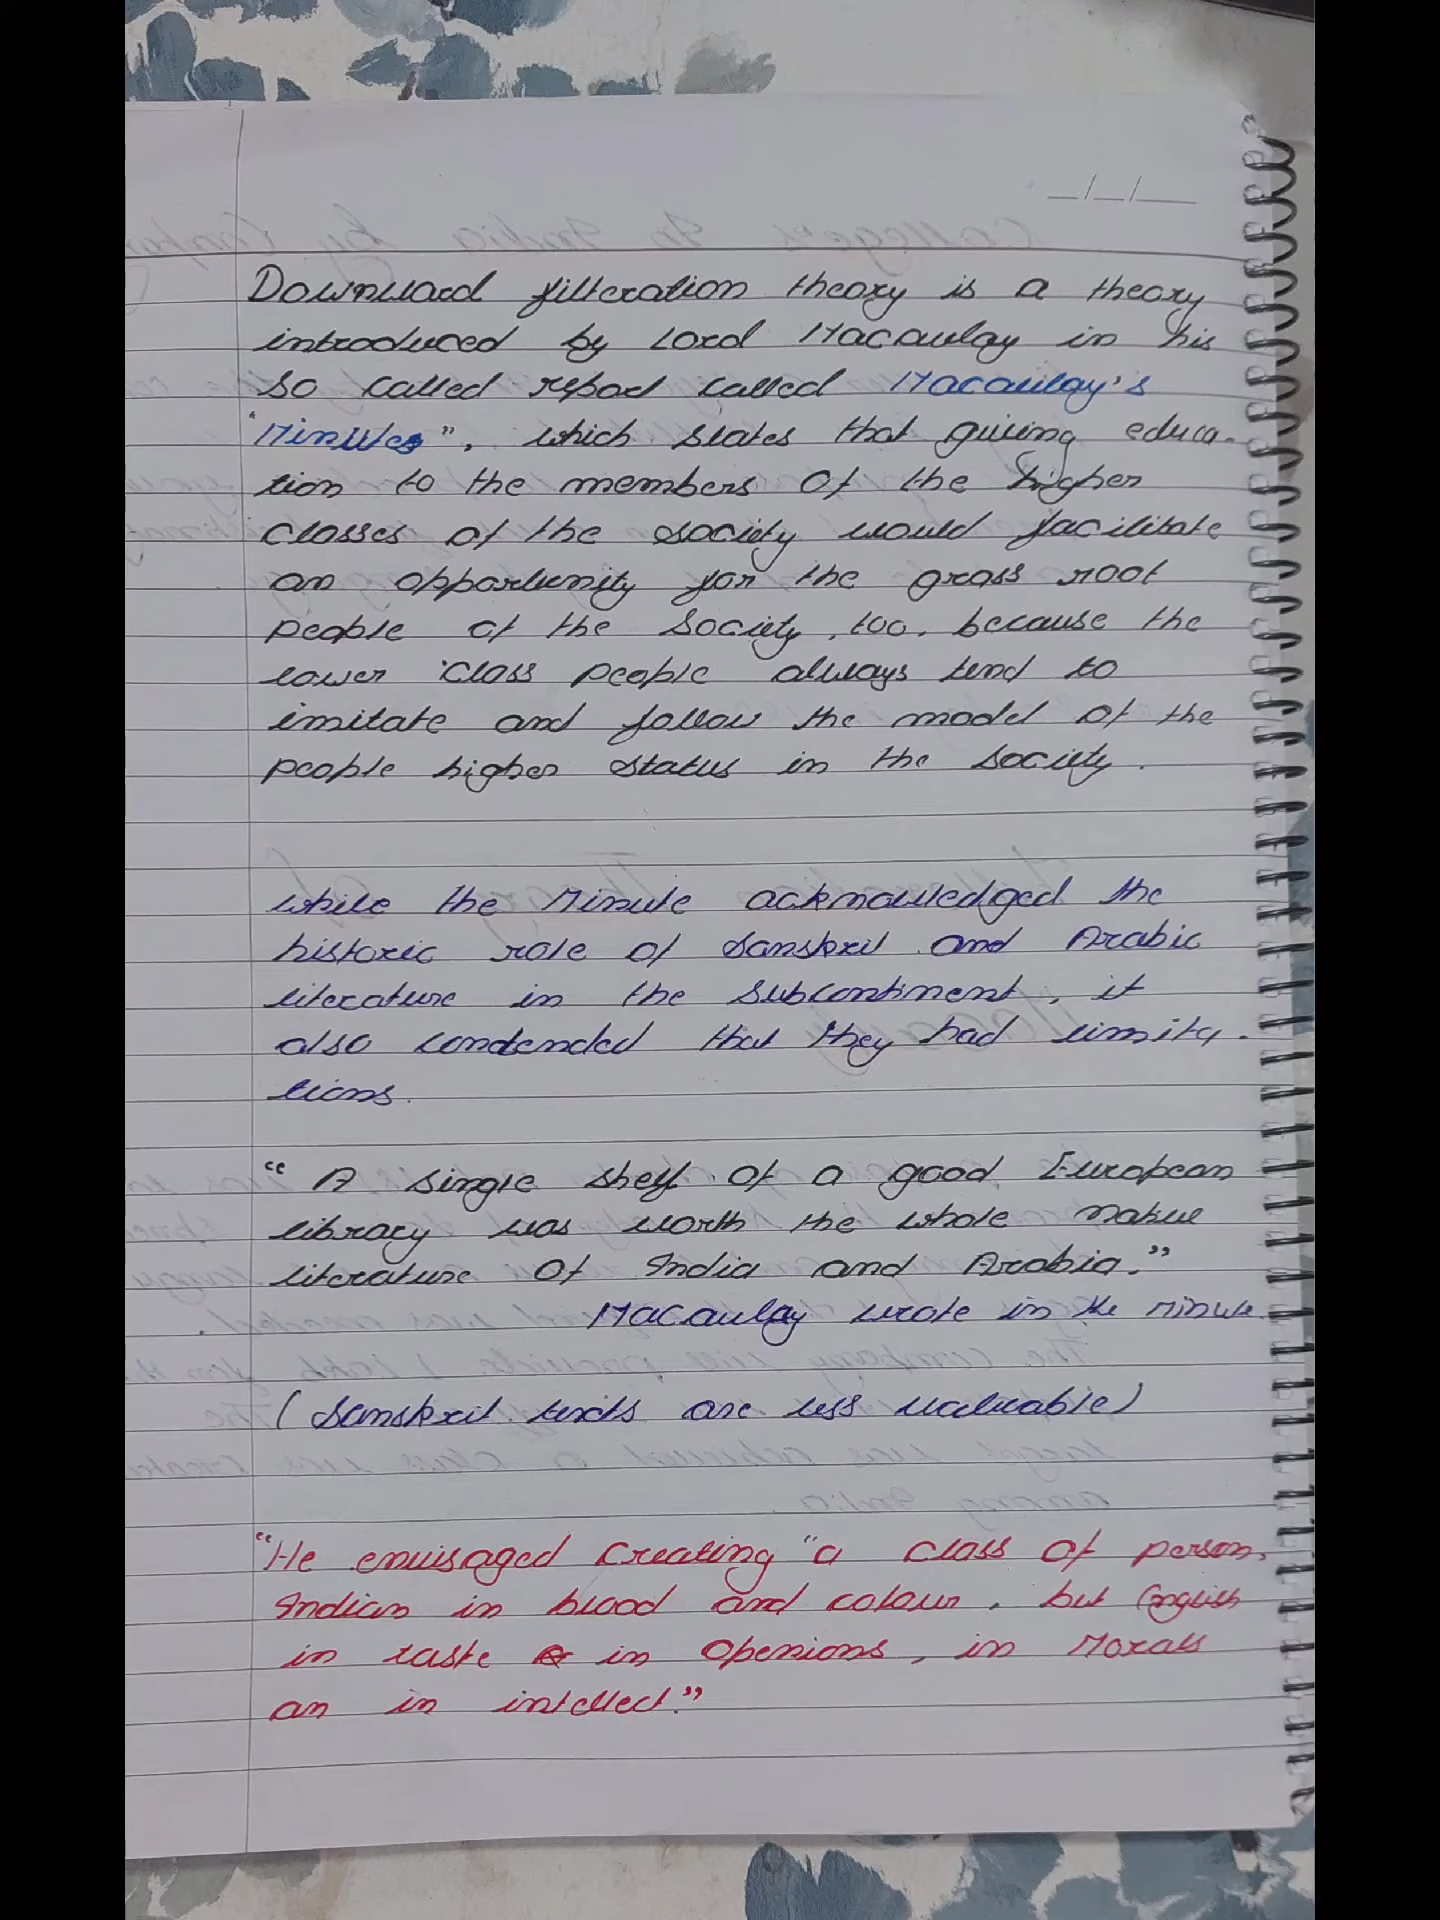 Downward filteration theory is a theory
introduced by Lord Macaulay in his
so called repod called Macaulay's
"Minutes", which states that giving educa-
tion to the members of the higher
classes of the society would facilitate
an opportunity for the grass root
people of the society, too, because the
lower class people always tend to
imitate and follow the model of the
people higher status in the society.
while the Minute acknowledged the
historic role of Sanskrit and Arabic
literature in the subcontinent, it
also condended that they had limita-
tions.
"A single shelf of a good European
library was worth the whole native
literature of India and Arabia."
Macaulay wrote in the minute.
(Sanskrit texts are less valuable)
"He envisaged creating "a class of person,
Indian in blood and colour, but English
in taste in openions, in Morals
an in intellect."